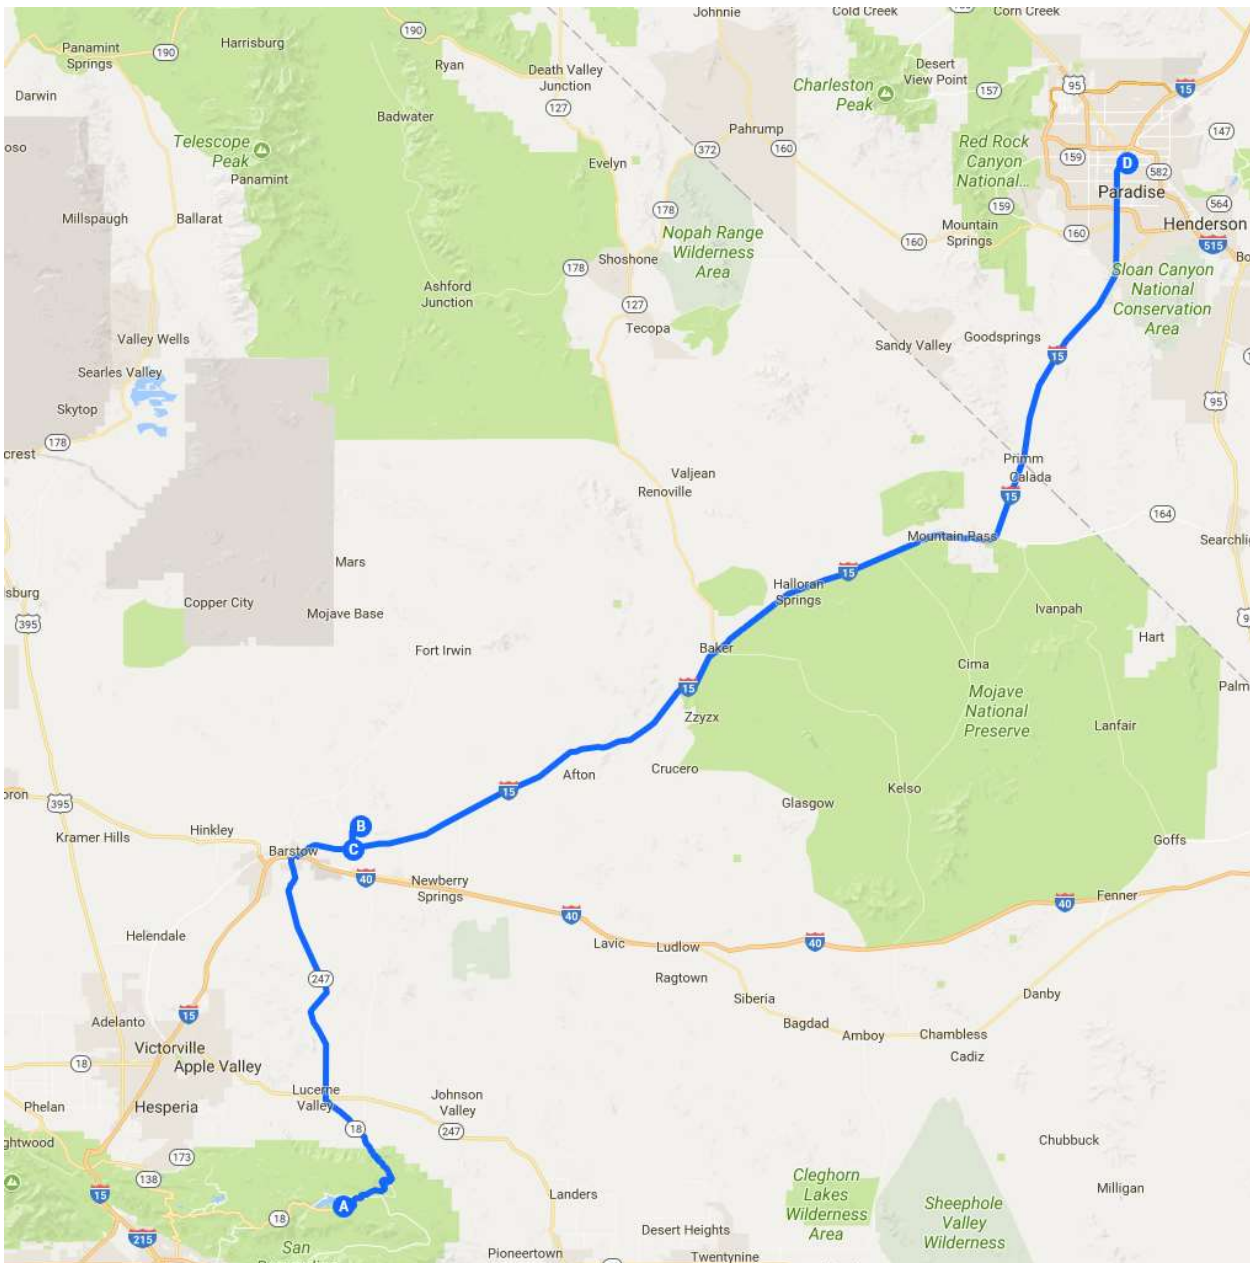 Johnnie
Cold Creek
Corn Creek
190
Panamint
Springs
190
Harrisburg
Ryan
Death Valley
Junction
127
Desert
View Point
Charleston
Peak
157
95
15
Darwin
Badwater
Telescope
Peak
Panamint
Pahrump
160
372
147
oso
Evelyn
Red Rock
Canyon
National...
159
D
582
Paradise
Millspaugh
Ballarat
178
Nopah Range
Wilderness
Area
160
159
Mountain
Springs
160
564
Henderson
515
Bo
Shoshone
178
127
Tecopa
Ashford
Junction
Sloan Canyon
National
Conservation
Area
Valley Wells
Searles Valley
Skytop
178
crest
Goodsprings
Sandy Valley
15
95
Primm
Calada
15
Valjean
Renoville
164
Searchlig
Mountain Pass
Mars
Copper City
Mojave Base
Fort Irwin
Halloran
Springs
15
Ivanpah
Hart
9
isburg
395
Baker
15
Zzyzx
Cima
Mojave
National
Preserve
Lanfair
Palm
Afton
Crucero
Kelso
Glasgow
15
oron
395
Kramer Hills
Hinkley
Barstow
B
C
40
Newberry
Springs
40
Goffs
Fenner
40
40
Lavic
Ludlow
Ragtown
Siberia
Bagdad
Amboy
Chambless
Cadiz
Danby
Helendale
247
15
Adelanto
Victorville
18
Apple Valley
Phelan
Hesperia
Lucerne
Valley
Johnson
Valley
247
18
ghtwood
173
138
15
18
215
A
San
Landers
Pioneertown
Desert Heights
Twentynine
Cleghorn
Lakes
Wilderness
Area
Sheephole
Valley
Wilderness
Chubbuck
Milligan